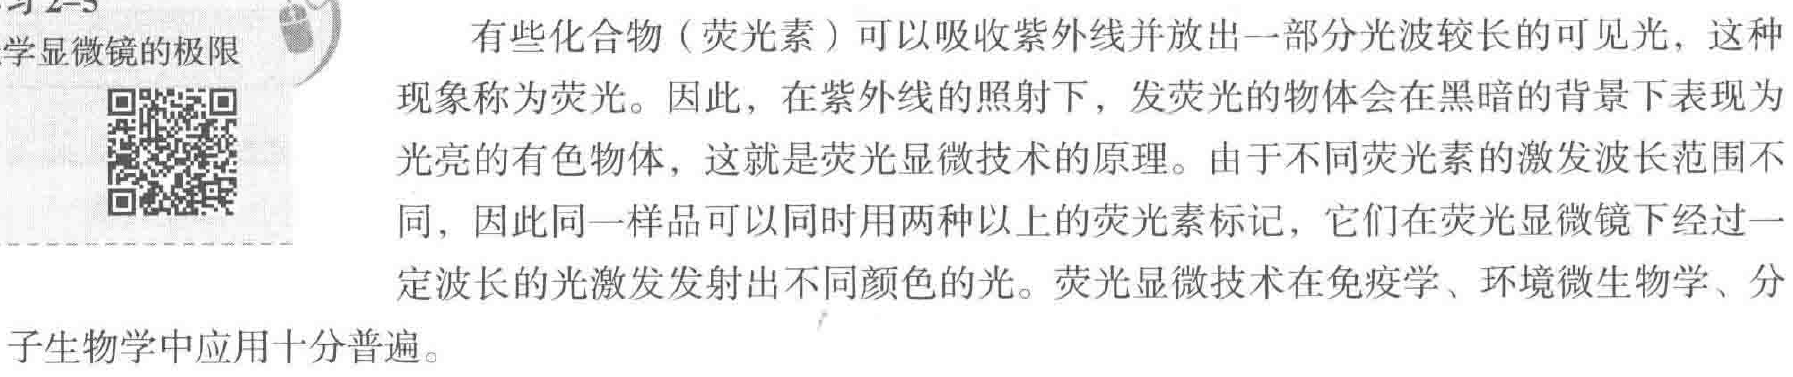 习2-5
学显微镜的极限
有些化合物（荧光素）可以吸收紫外线并放出一部分光波较长的可见光，这种
现象称为荧光。因此，在紫外线的照射下，发荧光的物体会在黑暗的背景下表现为
光亮的有色物体，这就是荧光显微技术的原理。由于不同荧光素的激发波长范围不
同，因此同一样品可以同时用两种以上的荧光素标记，它们在荧光显微镜下经过一
定波长的光激发发射出不同颜色的光。荧光显微技术在免疫学、环境微生物学、分
子生物学中应用十分普遍。